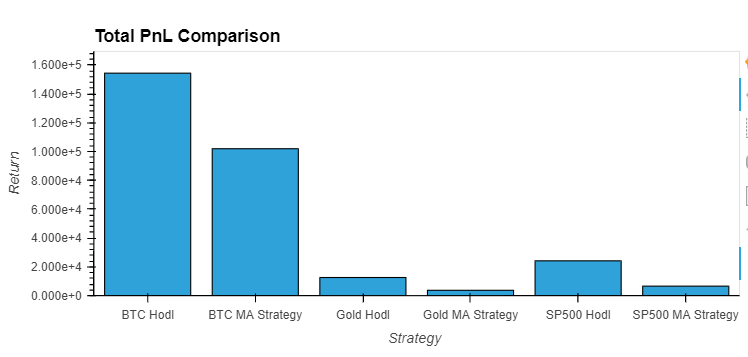 Total PnL Comparison
1.600e+5
1.400e+5
1.200e+5
1.000e+5
8.000e+4
6.000e+4
4.000e+4
2.000e+4
0.000e+0
Return
BTC Hodl BTC MA Strategy Gold Hodl Gold MA Strategy SP500 Hodl SP500 MA Strategy
Strategy